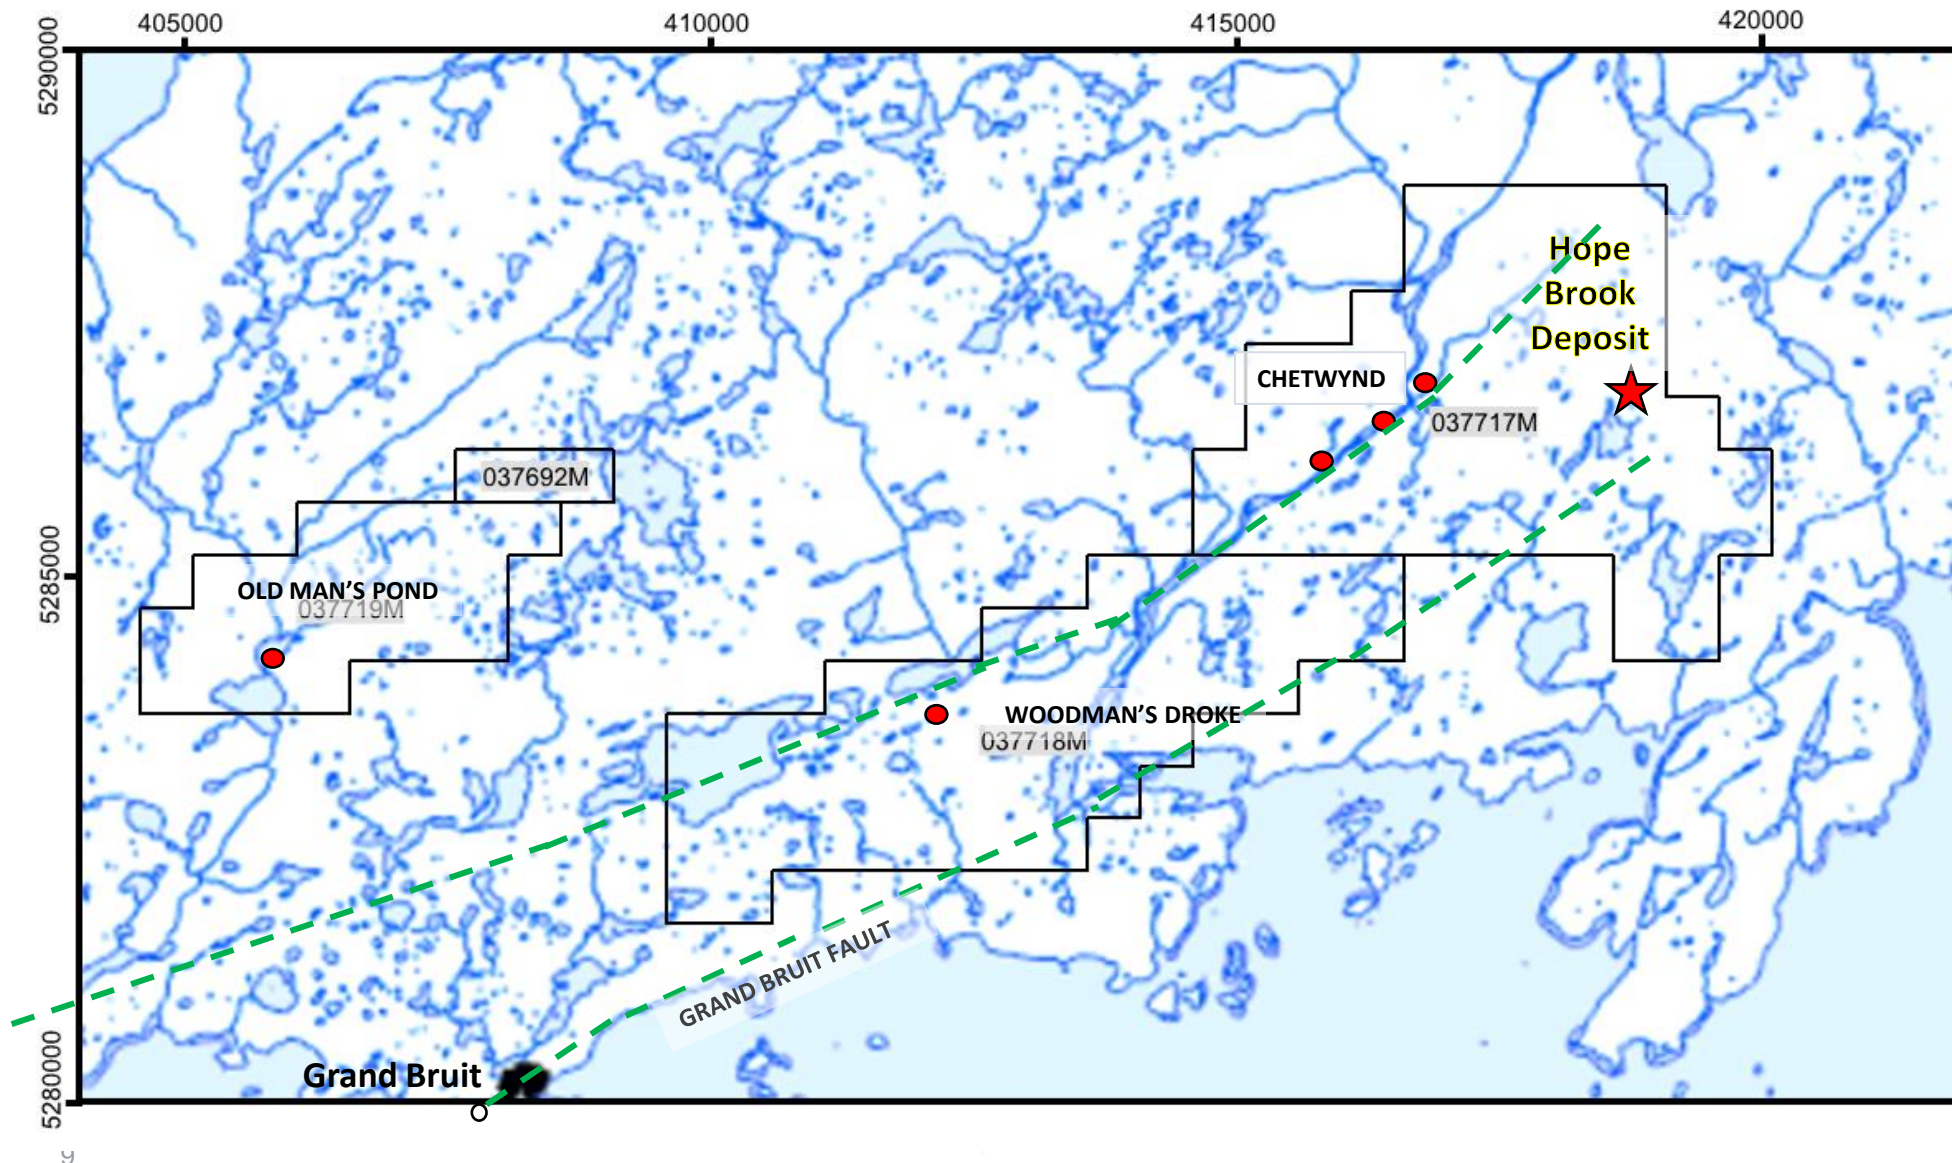 405000 410000 415000 420000
5290000
Hope
Brook
Deposit
CHETWYND
037717M
037692M
5285000
OLD MAN'S POND
037719M
WOODMAN'S DROKE
037718M
GRAND BRUIT FAULT
Grand Bruit
5280000